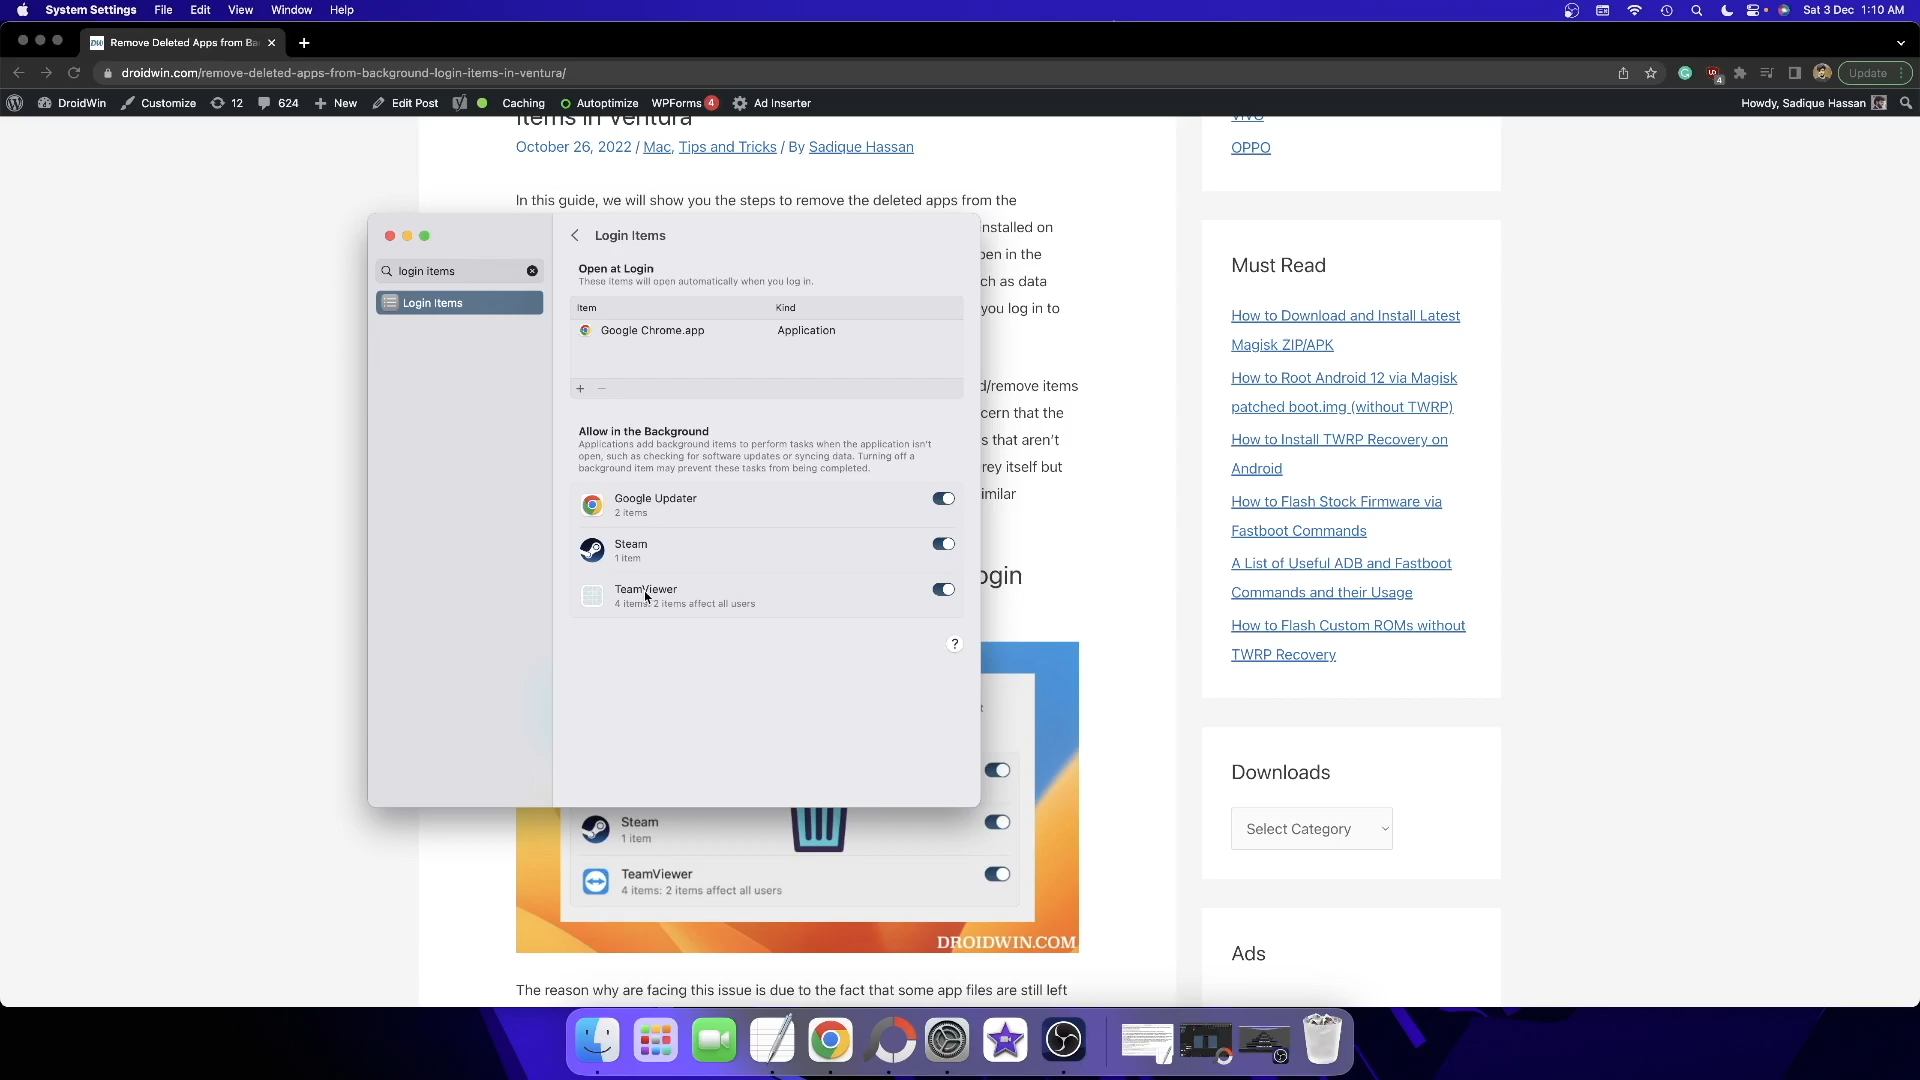 System Settings File Edit View Window Help
Sat 3 Dec 1:10 AM
Remove Deleted Apps from Ba
droidwin.com/remove-deleted-apps-from-background-login-items-in-ventura/
4
Update
DroidWin Customize 12 624 New Edit Post Caching Autoptimize WPForms 4 Ad Inserter
Howdy, Sadique Hassan
Items in Ventura
October 26, 2022 / Mac, Tips and Tricks / By Sadique Hassan
In this guide, we will show you the steps to remove the deleted apps from the
installed on
pen in the
ch as data
you log in to
d/remove items
cern that the
s that aren't
rey itself but
imilar
ogin
login items
Login Items
Login Items
Open at Login
These items will open automatically when you log in.
Item Kind
Google Chrome.app Application
+ −
Allow in the Background
Applications add background items to perform tasks when the application isn't
open, such as checking for software updates or syncing data. Turning off a
background item may prevent these tasks from being completed.
Google Updater
2 items
Steam
1 item
TeamViewer
4 items: 2 items affect all users
?
Steam
1 item
TeamViewer
4 items: 2 items affect all users
DROIDWIN.COM
The reason why are facing this issue is due to the fact that some app files are still left
VIVO
OPPO
Must Read
How to Download and Install Latest
Magisk ZIP/APK
How to Root Android 12 via Magisk
patched boot.img (without TWRP)
How to Install TWRP Recovery on
Android
How to Flash Stock Firmware via
Fastboot Commands
A List of Useful ADB and Fastboot
Commands and their Usage
How to Flash Custom ROMs without
TWRP Recovery
Downloads
Select Category
Ads